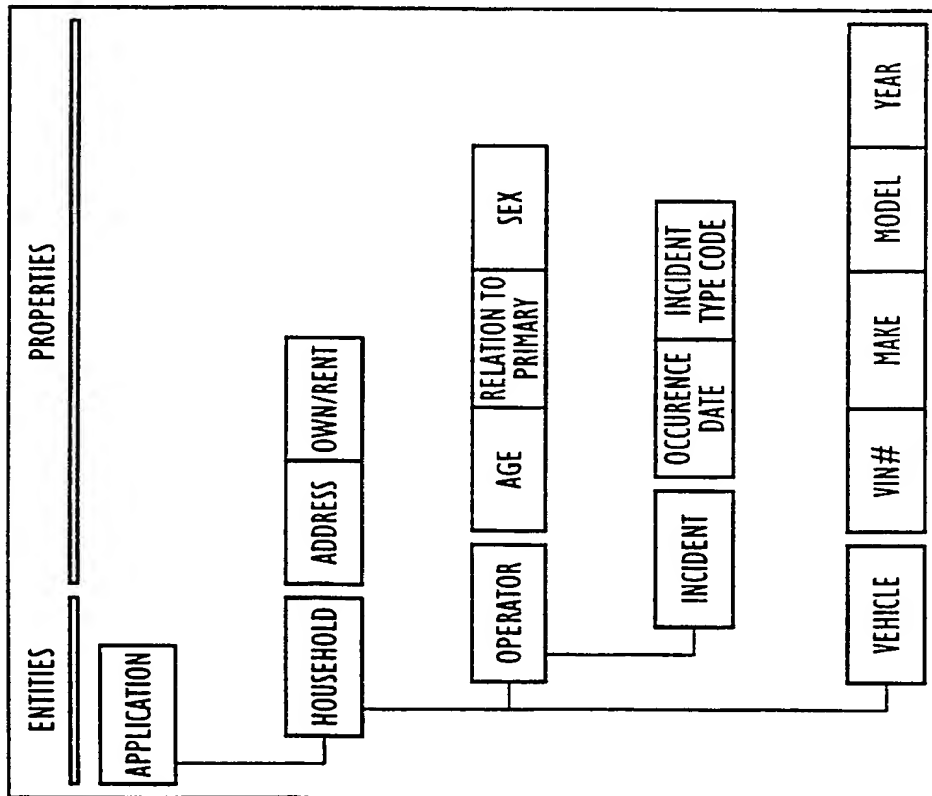 ENTITIES
PROPERTIES
APPLICATION
HOUSEHOLD
ADDRESS
OWN/RENT
OPERATOR
AGE
RELATION TO
PRIMARY
SEX
INCIDENT
OCCURENCE
DATE
INCIDENT
TYPE CODE
VEHICLE
VIN#
MAKE
MODEL
YEAR